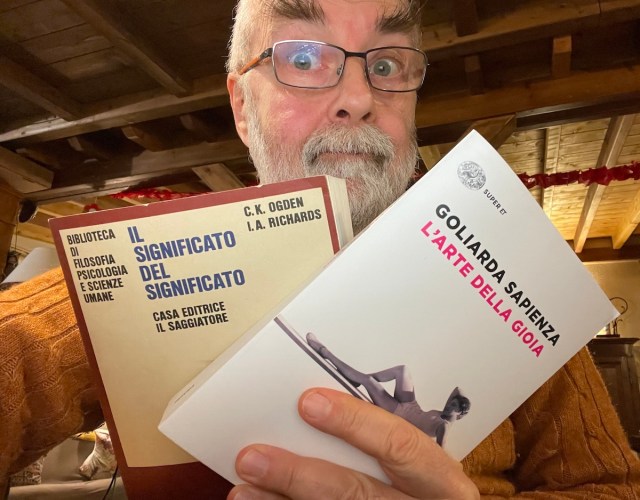 BIBLIOTECA
DI
FILOSOFIA
PSICOLOGIA
E SCIENZE
UMANE
IL
SIGNIFICATO
DEL
SIGNIFICATO
C.K. OGDEN
I.A. RICHARDS
CASA EDITRICE
IL SAGGIATORE
SUPER ET
GOLIARDA SAPIENZA
L'ARTE DELLA GIOIA